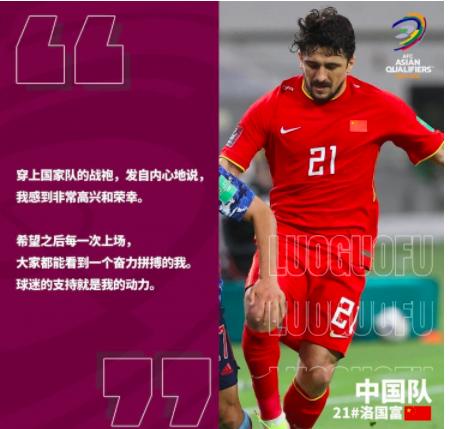 穿上国家队的战袍，发自内心地说，
我感到非常高兴和荣幸。
希望之后每一次上场，
大家都能看到一个奋力拼搏的我。
球迷的支持就是我的动力。
AFC
ASIAN
QUALIFIERS
21
LUOGUOFU
21
LUOGUOFU
LUOGUOFU
中国队
21#洛国富